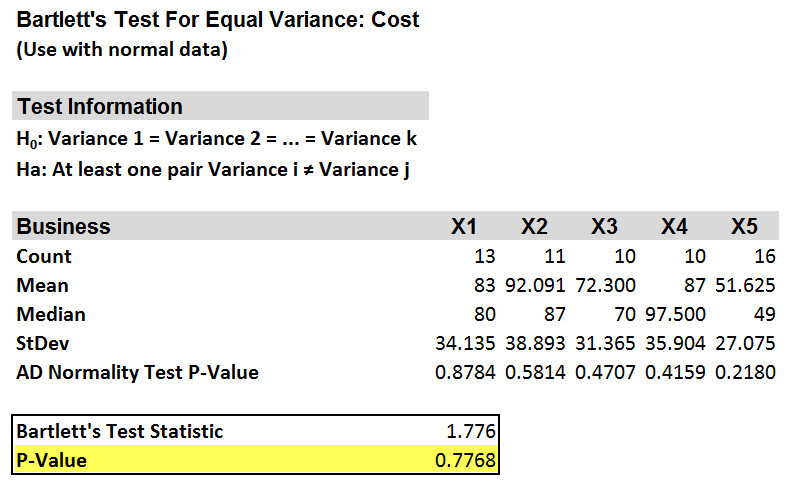 Bartlett's Test For Equal Variance: Cost
(Use with normal data)
Test Information
H₀: Variance 1 = Variance 2 = ... = Variance k
Ha: At least one pair Variance i ≠ Variance j
Business X1 X2 X3 X4 X5
Count 13 11 10 10 16
Mean 83 92.091 72.300 87 51.625
Median 80 87 70 97.500 49
StDev 34.135 38.893 31.365 35.904 27.075
AD Normality Test P-Value 0.8784 0.5814 0.4707 0.4159 0.2180
Bartlett's Test Statistic 1.776
P-Value 0.7768